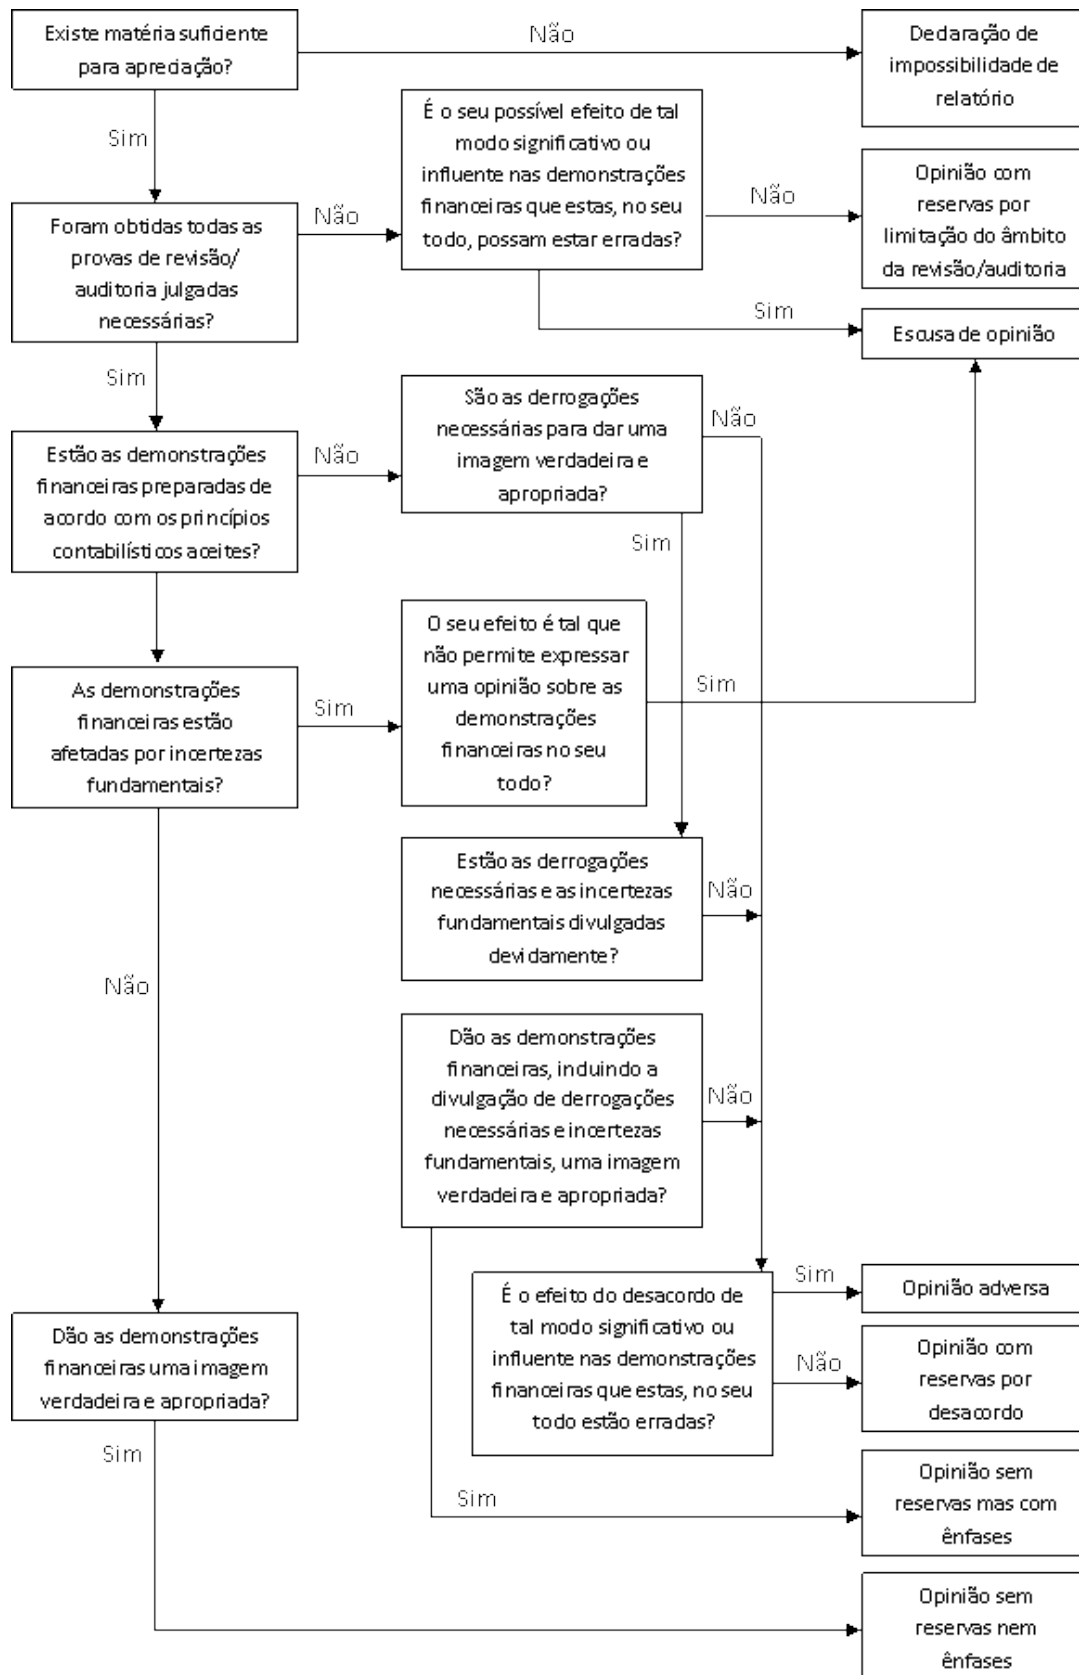 Existe matéria suficiente
para apreciação?
Não
Declaração de
impossibilidade de
relatório
Sim
É o seu possível efeito de tal
modo significativo ou
influente nas demonstrações
financeiras que estas, no seu
todo, possam estar erradas?
Não
Opinião com
reservas por
limitação do âmbito
da revisão/auditoria
Foram obtidas todas as
provas de revisão/
auditoria julgadas
necessárias?
Não
Sim
Escusa de opinião
Sim
São as derrogações
necessárias para dar uma
imagem verdadeira e
apropriada?
Não
Estão as demonstrações
financeiras preparadas de
acordo com os princípios
contabilísticos aceites?
Não
Sim
O seu efeito é tal que
não permite expressar
uma opinião sobre as
demonstrações
financeiras no seu
todo?
Sim
As demonstrações
financeiras estão
afetadas por incertezas
fundamentais?
Sim
Estão as derrogações
necessárias e as incertezas
fundamentais divulgadas
devidamente?
Não
Não
Dão as demonstrações
financeiras, incluindo a
divulgação de derrogações
necessárias e incertezas
fundamentais, uma imagem
verdadeira e apropriada?
Não
É o efeito do desacordo de
tal modo significativo ou
influente nas demonstrações
financeiras que estas, no seu
todo estão erradas?
Sim
Opinião adversa
Não
Opinião com
reservas por
desacordo
Dão as demonstrações
financeiras uma imagem
verdadeira e apropriada?
Sim
Sim
Opinião sem
reservas mas com
ênfases
Opinião sem
reservas nem
ênfases